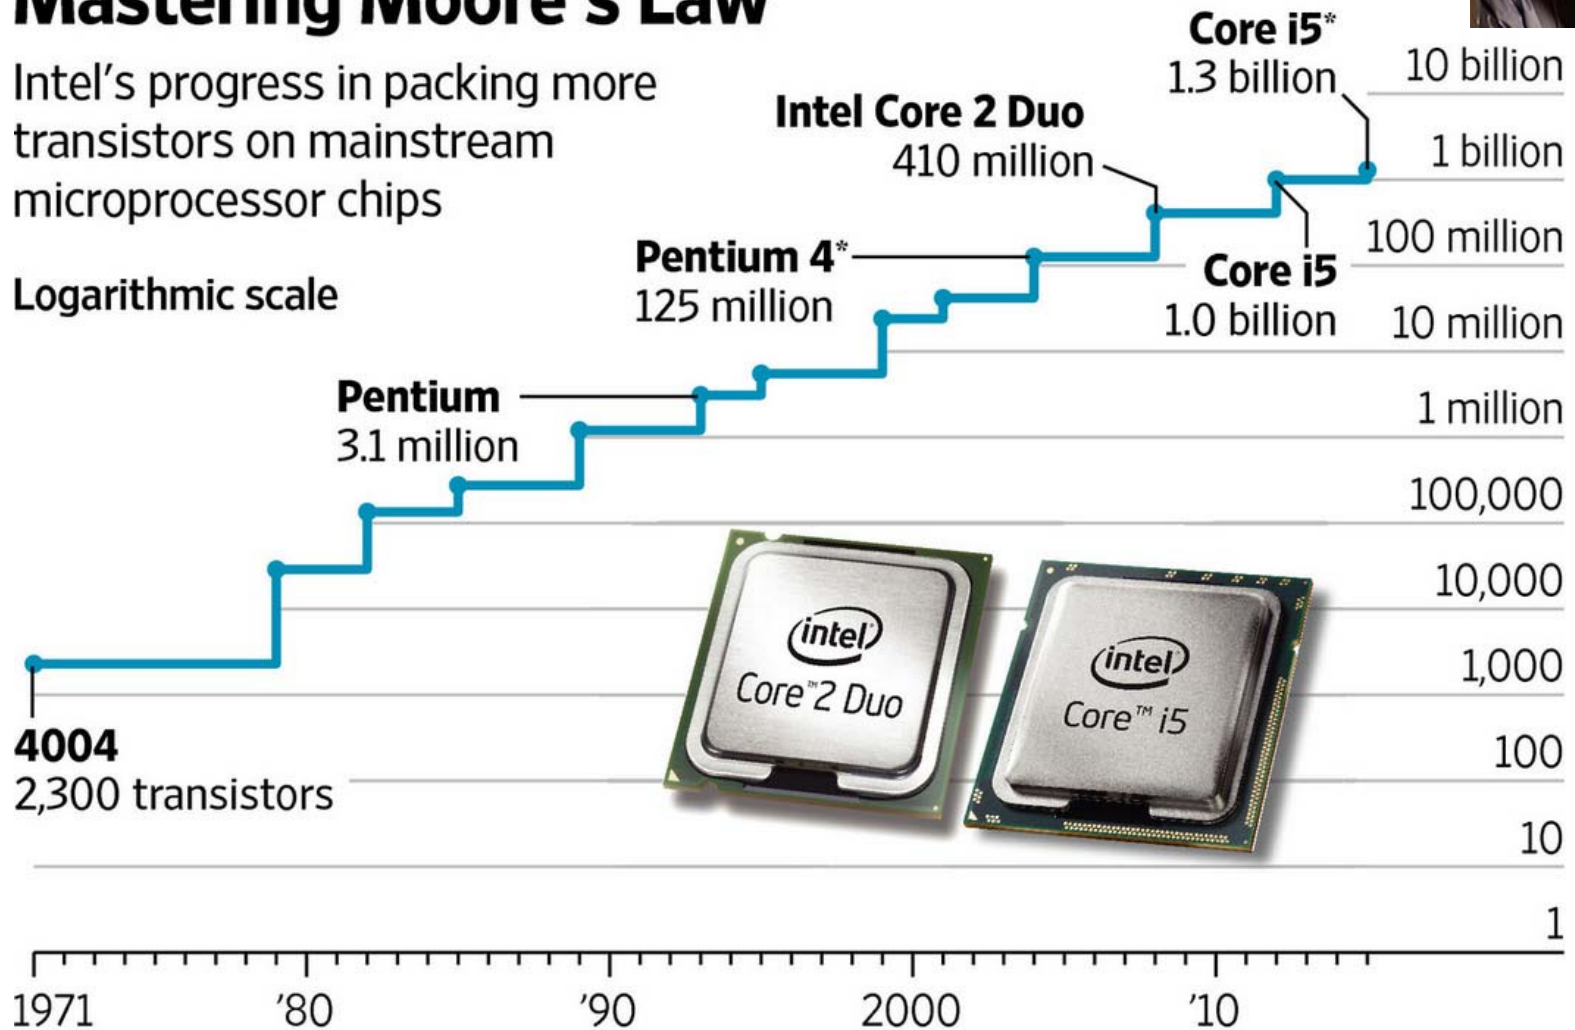 Mastering Moore's Law
Intel's progress in packing more
transistors on mainstream
microprocessor chips
Logarithmic scale
Core i5*
1.3 billion
Intel Core 2 Duo
410 million
Pentium 4*
125 million
Core i5
1.0 billion
Pentium
3.1 million
4004
2,300 transistors
10 billion
1 billion
100 million
10 million
1 million
100,000
10,000
1,000
100
10
1
intel
Core™2 Duo
intel
Core™ i5
1971 '80 '90 2000 '10